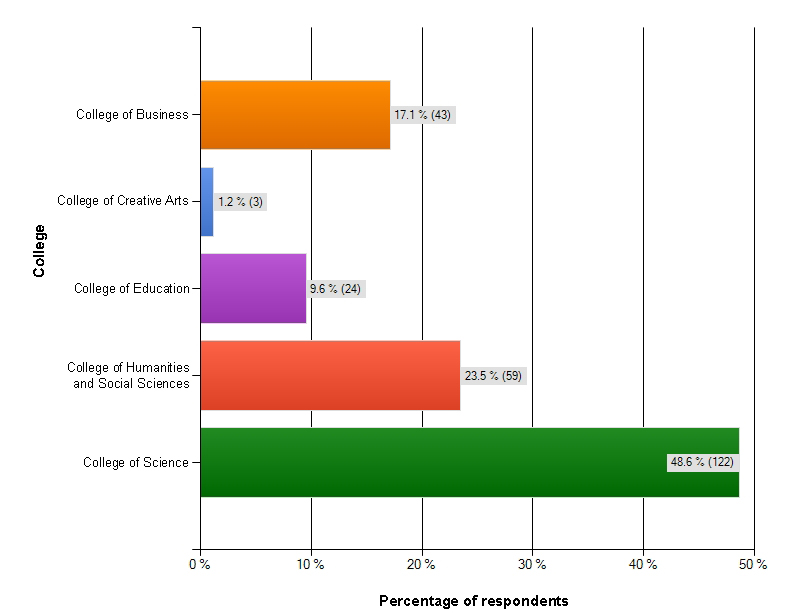 College of Business
17.1 % (43)
College of Creative Arts
1.2 % (3)
College
College of Education
9.6 % (24)
College of Humanities
and Social Sciences
23.5 % (59)
College of Science
48.6 % (122)
0 %
10 %
20 %
30 %
40 %
50 %
Percentage of respondents